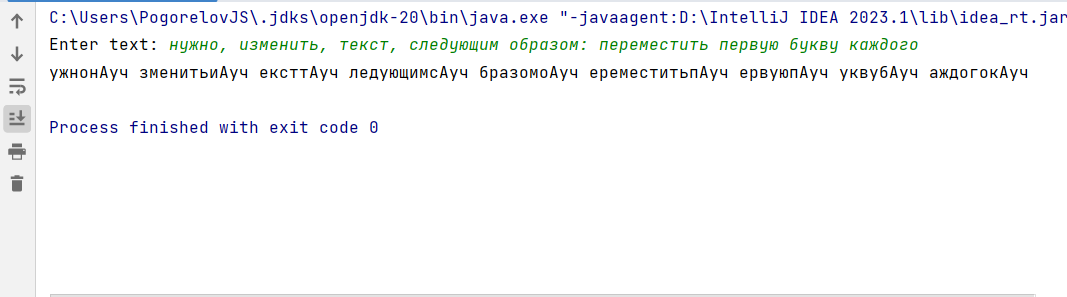 C:\Users\PogorelovJS\.jdks\openjdk-20\bin\java.exe "-javaagent:D:\IntelliJ IDEA 2023.1\lib\idea_rt.jar
Enter text: нужно, изменить, текст, следующим образом: переместить первую букву каждого
ужнонАуч зменитьиАуч ексттАуч ледующимсАуч бразомоАуч ереместитьпАуч ервуюпАуч уквубАуч аждогокАуч
Process finished with exit code 0